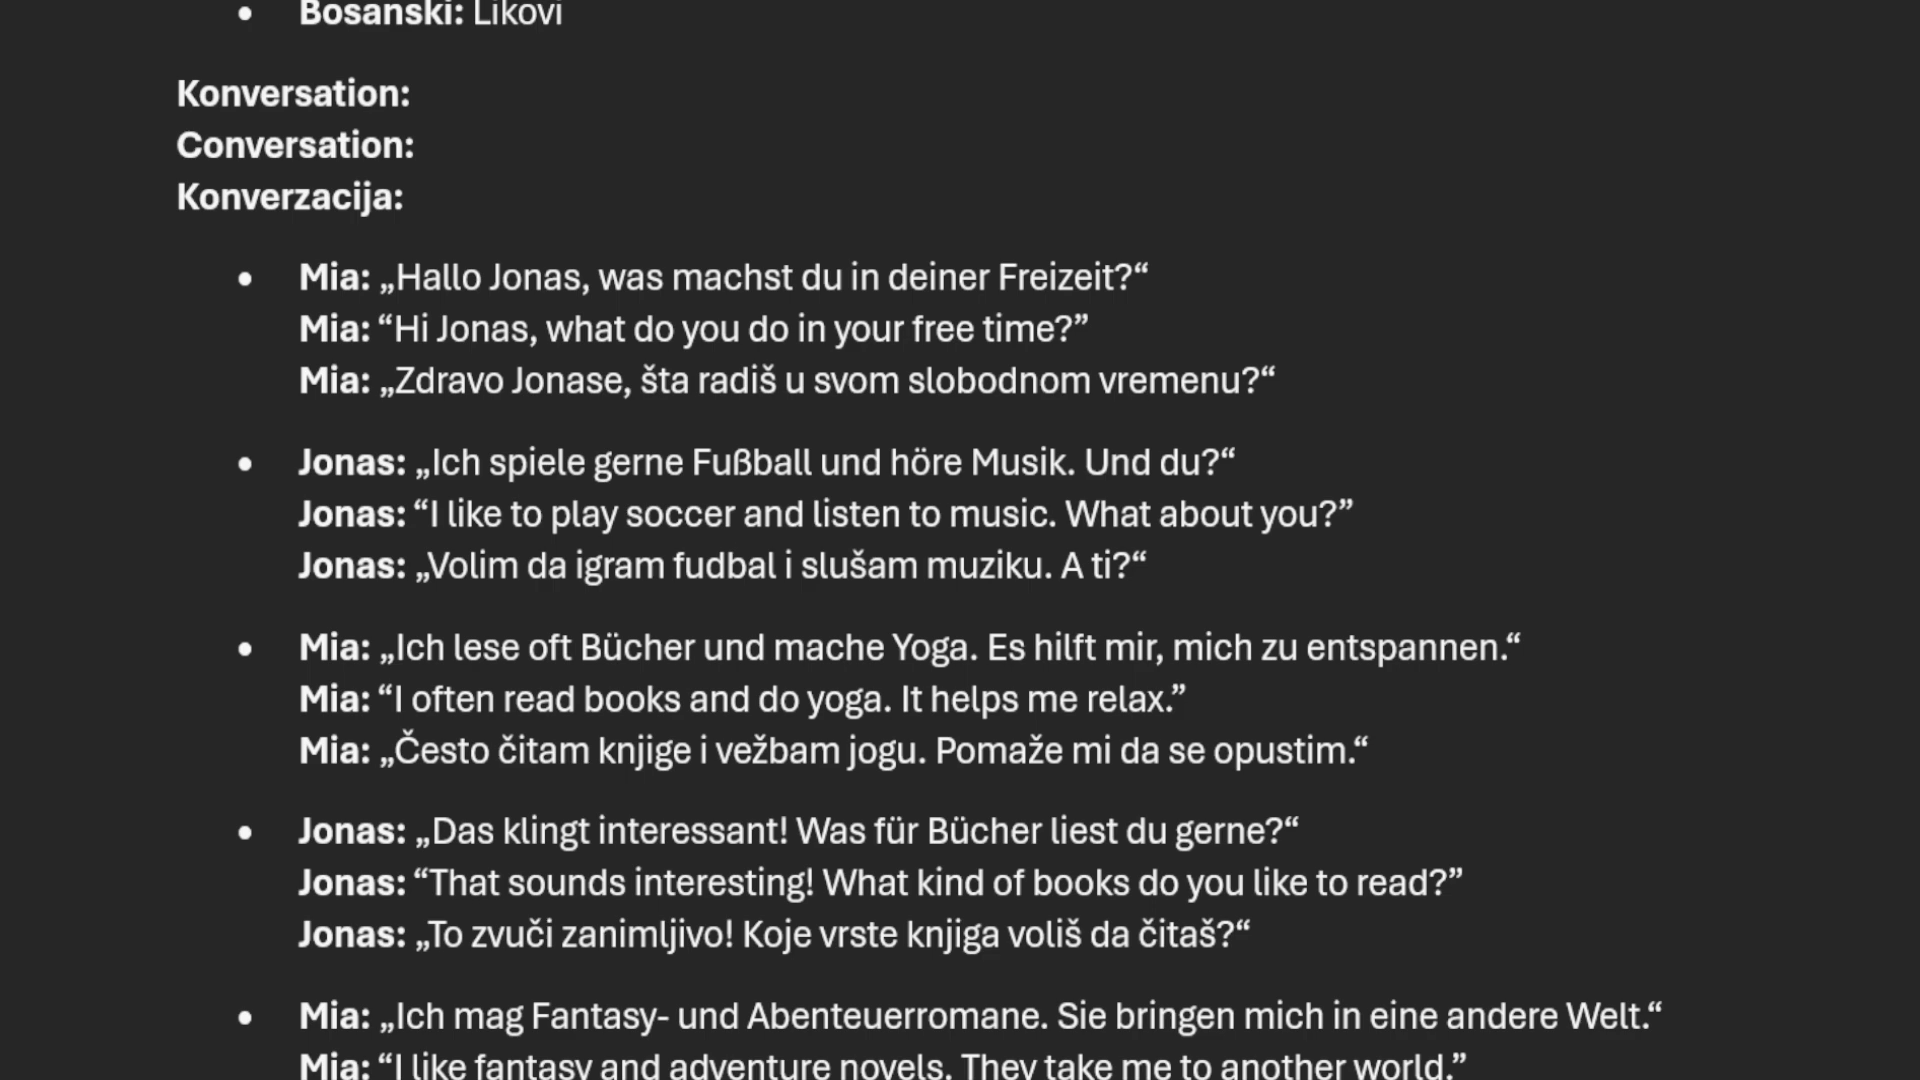 • Bosanski: Likovi
Konversation:
Conversation:
Konverzacija:
• Mia: „Hallo Jonas, was machst du in deiner Freizeit?“
Mia: “Hi Jonas, what do you do in your free time?”
Mia: „Zdravo Jonase, šta radiš u svom slobodnom vremenu?“
• Jonas: „Ich spiele gerne Fußball und höre Musik. Und du?“
Jonas: “I like to play soccer and listen to music. What about you?”
Jonas: „Volim da igram fudbal i slušam muziku. A ti?“
• Mia: „Ich lese oft Bücher und mache Yoga. Es hilft mir, mich zu entspannen.“
Mia: “I often read books and do yoga. It helps me relax.”
Mia: „Često čitam knjige i vežbam jogu. Pomaže mi da se opustim.“
• Jonas: „Das klingt interessant! Was für Bücher liest du gerne?“
Jonas: “That sounds interesting! What kind of books do you like to read?”
Jonas: „To zvuči zanimljivo! Koje vrste knjiga voliš da čitaš?“
• Mia: „Ich mag Fantasy- und Abenteuerromane. Sie bringen mich in eine andere Welt.“
Mia: “I like fantasy and adventure novels. They take me to another world.”